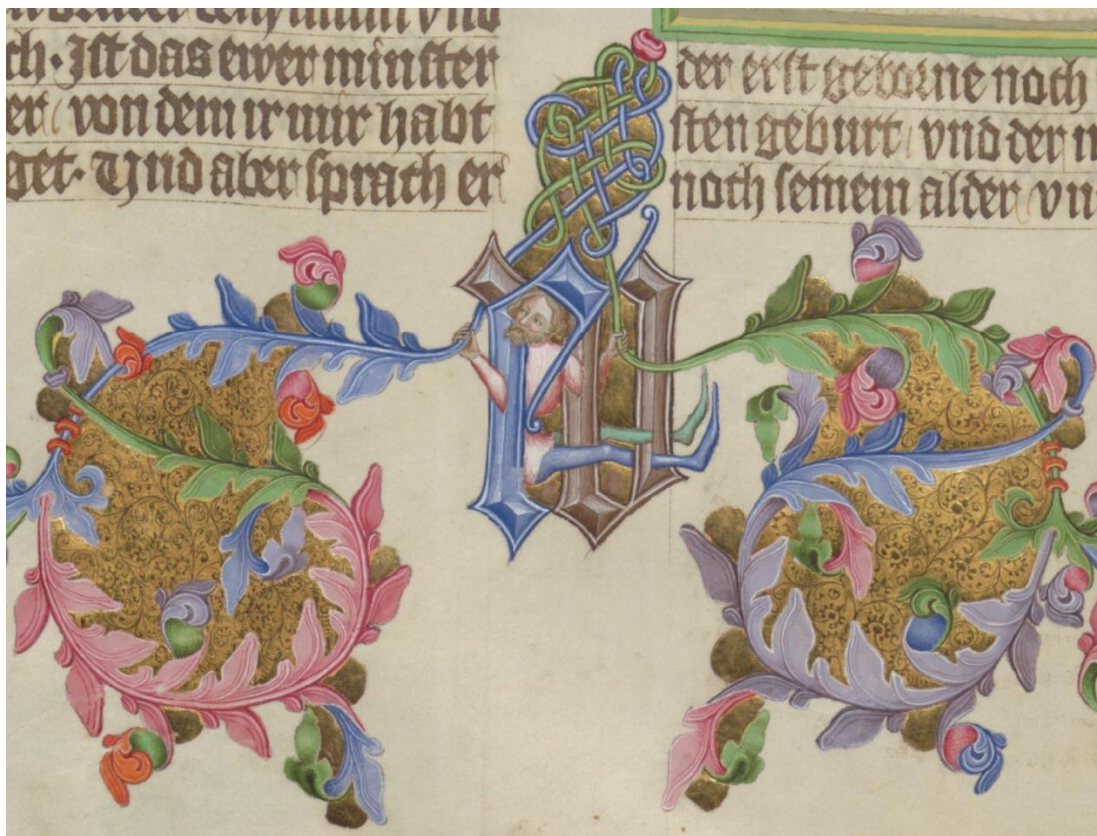 ch · Ist das ewer minster
er von dem ir mir habt
get · Vnd aber sprach er
der erst geborne noch
sten geburt vnd der
noch seinem alder vn